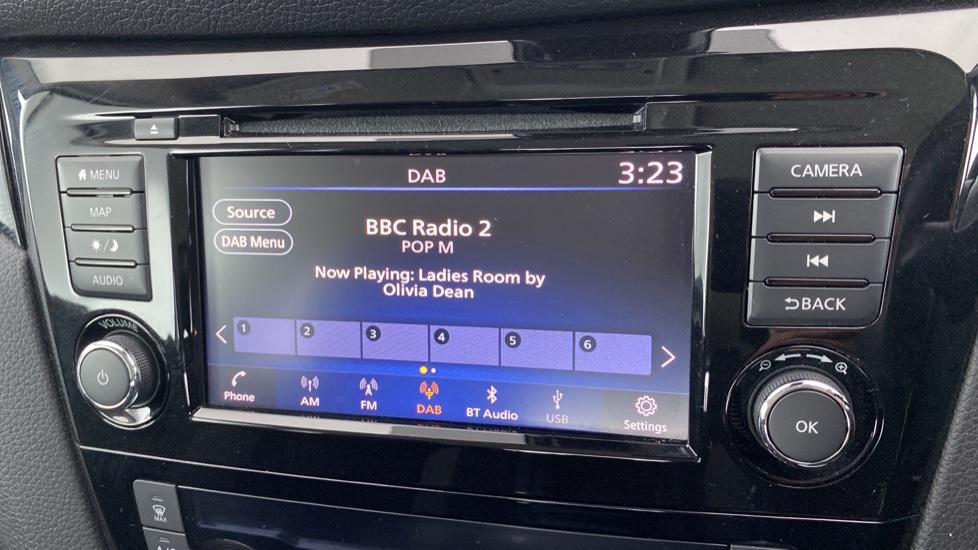 DAB
3:23
Source
DAB Menu
BBC Radio 2
POP M
Now Playing: Ladies Room by
Olivia Dean
1 2 3 4 5 6
Phone
AM
FM
DAB
BT Audio
USB
Settings
MENU
MAP
AUDIO
VOLUME
CAMERA
BACK
OK
MAX
A/C